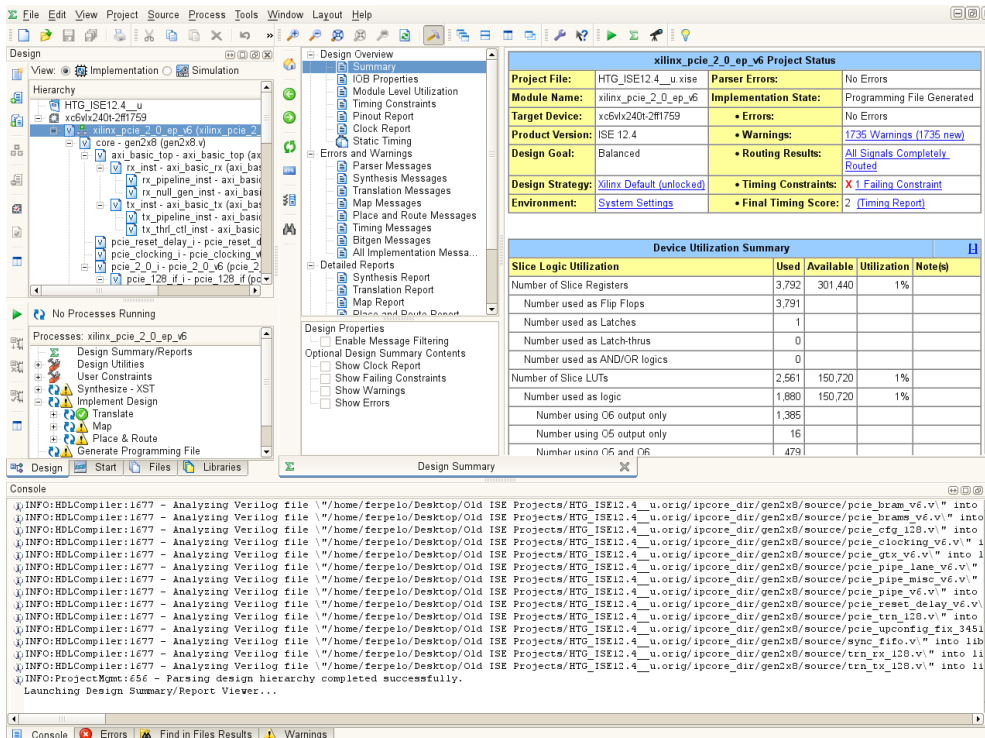 File Edit View Project Source Process Tools Window Layout Help
Design
View: Implementation Simulation
Hierarchy
HTG_ISE12.4__u
xc6vlx240t-2ff1759
xilinx_pcie_2_0_ep_v6 (xilinx_pcie_2_
core - gen2x8 (gen2x8.v)
axi_basic_top - axi_basic_top (ax
rx_inst - axi_basic_rx (axi_bas
rx_pipeline_inst - axi_basic
rx_null_gen_inst - axi_basi
tx_inst - axi_basic_tx (axi_bas
tx_pipeline_inst - axi_basic
tx_thrl_ctl_inst - axi_basic
pcie_reset_delay_i - pcie_reset_d
pcie_clocking_i - pcie_clocking_v
pcie_2_0_i - pcie_2_0_v6 (pcie_2_
pcie_128_if_i - pcie_128_if (pc
No Processes Running
Processes: xilinx_pcie_2_0_ep_v6
Design Summary/Reports
Design Utilities
User Constraints
Synthesize - XST
Implement Design
Translate
Map
Place & Route
Generate Programming File
Design Start Files Libraries
Design Overview
Summary
IOB Properties
Module Level Utilization
Timing Constraints
Pinout Report
Clock Report
Static Timing
Errors and Warnings
Parser Messages
Synthesis Messages
Translation Messages
Map Messages
Place and Route Messages
Timing Messages
Bitgen Messages
All Implementation Messa...
Detailed Reports
Synthesis Report
Translation Report
Map Report
Place and Route Report
Design Properties
Enable Message Filtering
Optional Design Summary Contents
Show Clock Report
Show Failing Constraints
Show Warnings
Show Errors
xilinx_pcie_2_0_ep_v6 Project Status
Project File: HTG_ISE12.4__u.xise Parser Errors: No Errors
Module Name: xilinx_pcie_2_0_ep_v6 Implementation State: Programming File Generated
Target Device: xc6vlx240t-2ff1759 • Errors: No Errors
Product Version: ISE 12.4 • Warnings: 1735 Warnings (1735 new)
Design Goal: Balanced • Routing Results: All Signals Completely
Routed
Design Strategy: Xilinx Default (unlocked) • Timing Constraints: X 1 Failing Constraint
Environment: System Settings • Final Timing Score: 2 (Timing Report)
Device Utilization Summary [-]
Slice Logic Utilization Used Available Utilization Note(s)
Number of Slice Registers 3,792 301,440 1%
Number used as Flip Flops 3,791
Number used as Latches 1
Number used as Latch-thrus 0
Number used as AND/OR logics 0
Number of Slice LUTs 2,561 150,720 1%
Number used as logic 1,880 150,720 1%
Number using O6 output only 1,385
Number using O5 output only 16
Number using O5 and O6 479
Design Summary
Console
INFO:HDLCompiler:1677 - Analyzing Verilog file \"/home/ferpelo/Desktop/Old ISE Projects/HTG_ISE12.4__u.orig/ipcore_dir/gen2x8/source/pcie_bram_v6.v\" into
INFO:HDLCompiler:1677 - Analyzing Verilog file \"/home/ferpelo/Desktop/Old ISE Projects/HTG_ISE12.4__u.orig/ipcore_dir/gen2x8/source/pcie_brams_v6.v\" into
INFO:HDLCompiler:1677 - Analyzing Verilog file \"/home/ferpelo/Desktop/Old ISE Projects/HTG_ISE12.4__u.orig/ipcore_dir/gen2x8/source/pcie_cfg_128.v\" into
INFO:HDLCompiler:1677 - Analyzing Verilog file \"/home/ferpelo/Desktop/Old ISE Projects/HTG_ISE12.4__u.orig/ipcore_dir/gen2x8/source/pcie_clocking_v6.v\" i
INFO:HDLCompiler:1677 - Analyzing Verilog file \"/home/ferpelo/Desktop/Old ISE Projects/HTG_ISE12.4__u.orig/ipcore_dir/gen2x8/source/pcie_gtx_v6.v\" into l
INFO:HDLCompiler:1677 - Analyzing Verilog file \"/home/ferpelo/Desktop/Old ISE Projects/HTG_ISE12.4__u.orig/ipcore_dir/gen2x8/source/pcie_pipe_lane_v6.v\"
INFO:HDLCompiler:1677 - Analyzing Verilog file \"/home/ferpelo/Desktop/Old ISE Projects/HTG_ISE12.4__u.orig/ipcore_dir/gen2x8/source/pcie_pipe_misc_v6.v\"
INFO:HDLCompiler:1677 - Analyzing Verilog file \"/home/ferpelo/Desktop/Old ISE Projects/HTG_ISE12.4__u.orig/ipcore_dir/gen2x8/source/pcie_pipe_v6.v\" into
INFO:HDLCompiler:1677 - Analyzing Verilog file \"/home/ferpelo/Desktop/Old ISE Projects/HTG_ISE12.4__u.orig/ipcore_dir/gen2x8/source/pcie_reset_delay_v6.v\
INFO:HDLCompiler:1677 - Analyzing Verilog file \"/home/ferpelo/Desktop/Old ISE Projects/HTG_ISE12.4__u.orig/ipcore_dir/gen2x8/source/pcie_trn_128.v\" into
INFO:HDLCompiler:1677 - Analyzing Verilog file \"/home/ferpelo/Desktop/Old ISE Projects/HTG_ISE12.4__u.orig/ipcore_dir/gen2x8/source/pcie_upconfig_fix_3451
INFO:HDLCompiler:1677 - Analyzing Verilog file \"/home/ferpelo/Desktop/Old ISE Projects/HTG_ISE12.4__u.orig/ipcore_dir/gen2x8/source/sync_fifo.v\" into lib
INFO:HDLCompiler:1677 - Analyzing Verilog file \"/home/ferpelo/Desktop/Old ISE Projects/HTG_ISE12.4__u.orig/ipcore_dir/gen2x8/source/trn_rx_128.v\" into li
INFO:HDLCompiler:1677 - Analyzing Verilog file \"/home/ferpelo/Desktop/Old ISE Projects/HTG_ISE12.4__u.orig/ipcore_dir/gen2x8/source/trn_tx_128.v\" into li
INFO:ProjectMgmt:656 - Parsing design hierarchy completed successfully.
Launching Design Summary/Report Viewer...
Console Errors Find in Files Results Warnings